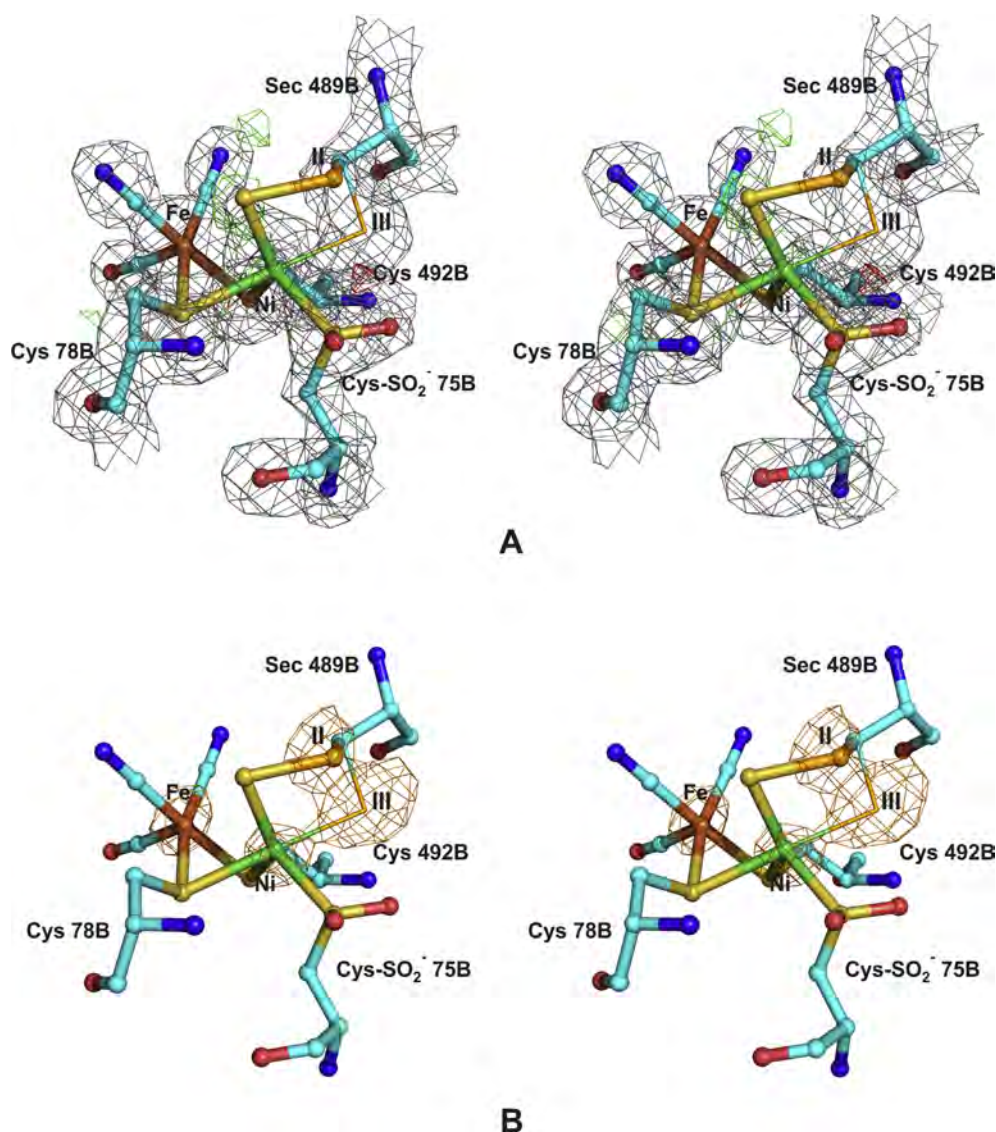 Sec 489B Sec 489B
II II
Fe III Fe III
Cys 492B Cys 492B
Ni Ni
Cys 78B Cys 78B
Cys-SO₂⁻ 75B Cys-SO₂⁻ 75B
A
Sec 489B Sec 489B
II II
Fe III Fe III
Cys 492B Cys 492B
Ni Ni
Cys 78B Cys 78B
Cys-SO₂⁻ 75B Cys-SO₂⁻ 75B
B